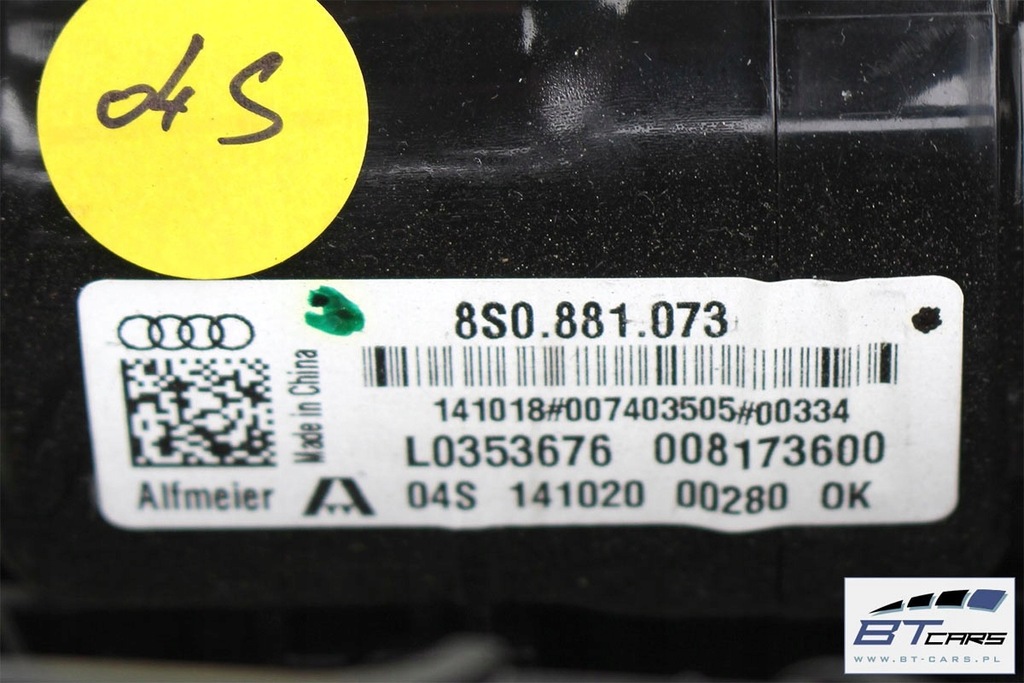 04S
8S0.881.073
Made in China
141018#007403505#00334
L0353676 008173600
Alfmeier 04S 141020 00280 OK
BT CARS
WWW.BT-CARS.PL